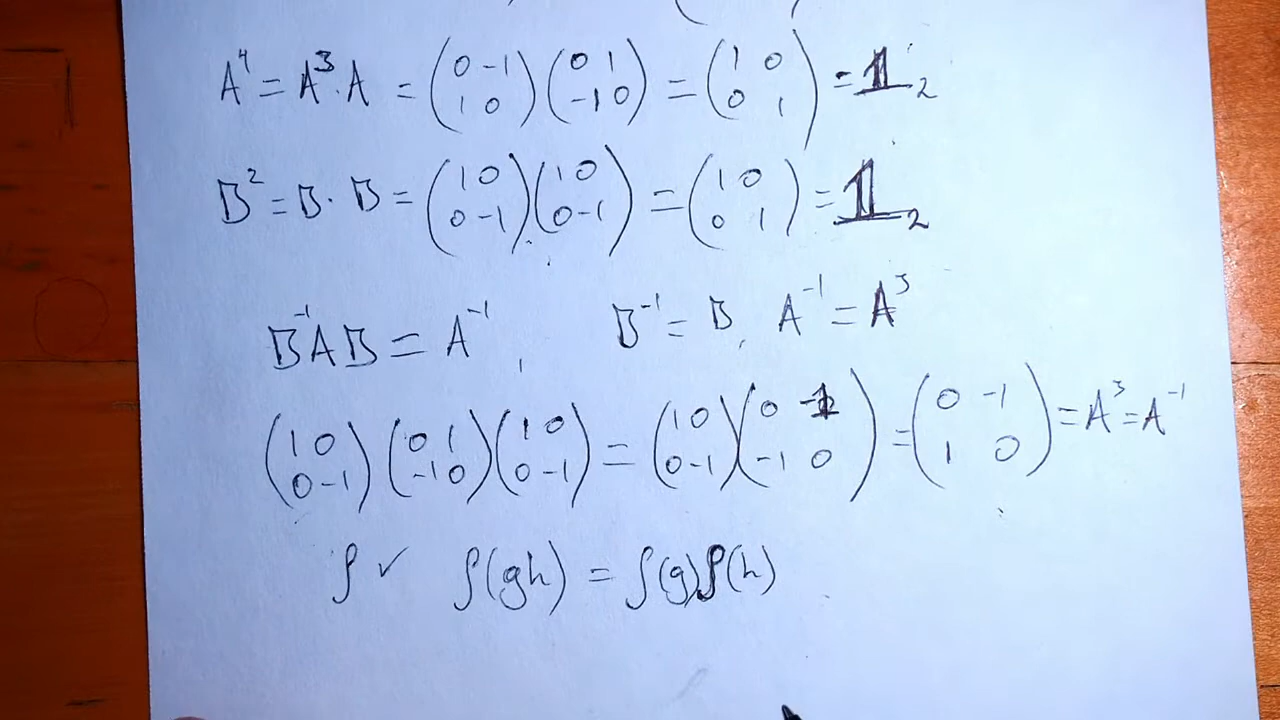 A⁴ = A³·A = (0 -1; 1 0)(0 1; -1 0) = (1 0; 0 1) = 𝟙₂
B² = B·B = (1 0; 0 -1)(1 0; 0 -1) = (1 0; 0 1) = 𝟙₂
B⁻¹AB = A⁻¹, B⁻¹ = B, A⁻¹ = A³
(1 0; 0 -1)(0 1; -1 0)(1 0; 0 -1) = (1 0; 0 -1)(0 -1; -1 0) = (0 -1; 1 0) = A³ = A⁻¹
ρ ✓ ρ(gh) = ρ(g)ρ(h)